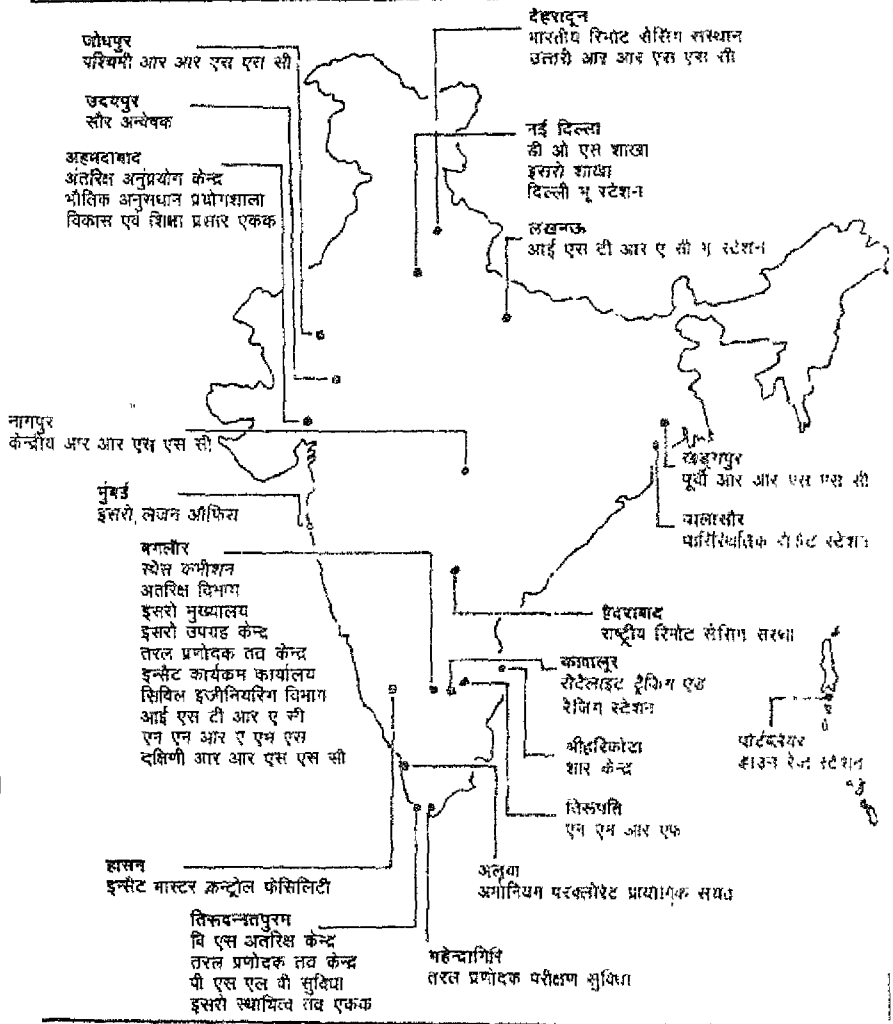 जोधपुर
पश्चिमी आर आर एस एस सी
उदयपुर
सौर अन्वेषक
अहमदाबाद
अंतरिक्ष अनुप्रयोग केन्द्र
भौतिक अनुसंधान प्रयोगशाला
विकास एवं शिक्षा प्रसार एकक
देहरादून
भारतीय रिमोट सेंसिंग संस्थान
उत्तरी आर आर एस एस सी
नई दिल्ली
डी ओ एस शाखा
इसरो शाखा
दिल्ली भू स्टेशन
लखनऊ
आई एस टी आर ए सी भू स्टेशन
नागपुर
केन्द्रीय आर आर एस एस सी
मुंबई
इसरो लेजन ऑफिस
खड़गपुर
पूर्वी आर आर एस एस सी
बालासौर
स्टेशन
बंगलौर
स्पेस कमीशन
अंतरिक्ष विभाग
इसरो मुख्यालय
इसरो उपग्रह केन्द्र
तरल प्रणोदक तंत्र केन्द्र
इन्सैट कार्यक्रम कार्यालय
सिविल इंजीनियरिंग विभाग
आई एस टी आर ए सी
एन एन आर ए एम एस
दक्षिणी आर आर एस एस सी
हैदराबाद
राष्ट्रीय रिमोट सेंसिंग संस्था
कावालूर
सेटेलाइट ट्रैकिंग एंड
रेंजिंग स्टेशन
श्रीहरिकोटा
शार केन्द्र
तिरूपति
एन एम आर एफ
पोर्टब्लेयर
डाउन रेंज स्टेशन
हासन
इन्सैट मास्टर कन्ट्रोल फेसिलिटी
अलूवा
अमोनियम परक्लोरेट प्रायोगिक संयंत्र
तिरूवनन्तपुरम
वि एस अंतरिक्ष केन्द्र
तरल प्रणोदक तंत्र केन्द्र
पी एस एल वी सुविधा
इसरो स्थायित्व तंत्र एकक
महेन्द्रागिरि
तरल प्रणोदक परीक्षण सुविधा